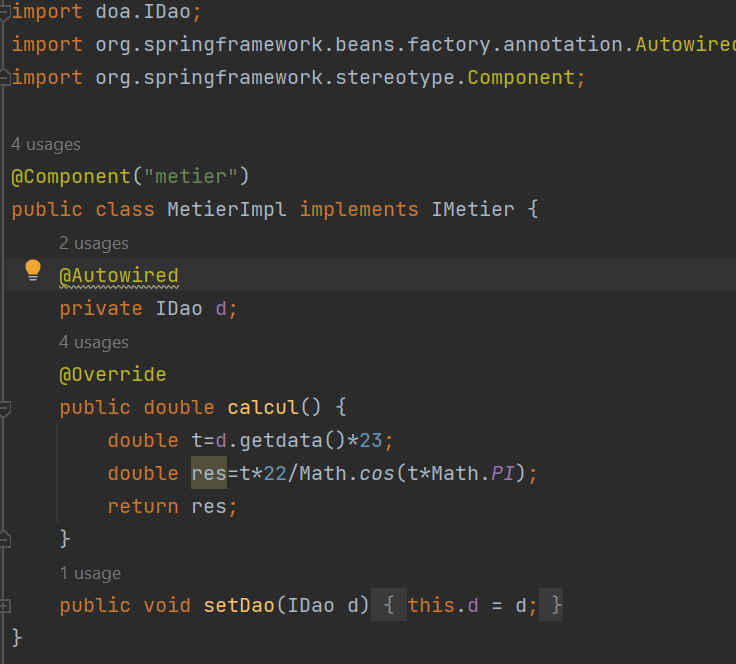 import doa.IDao;
import org.springframework.beans.factory.annotation.Autowired
import org.springframework.stereotype.Component;
4 usages
@Component("metier")
public class MetierImpl implements IMetier {
2 usages
@Autowired
private IDao d;
4 usages
@Override
public double calcul() {
double t=d.getdata()*23;
double res=t*22/Math.cos(t*Math.PI);
return res;
}
1 usage
public void setDao(IDao d) { this.d = d; }
}